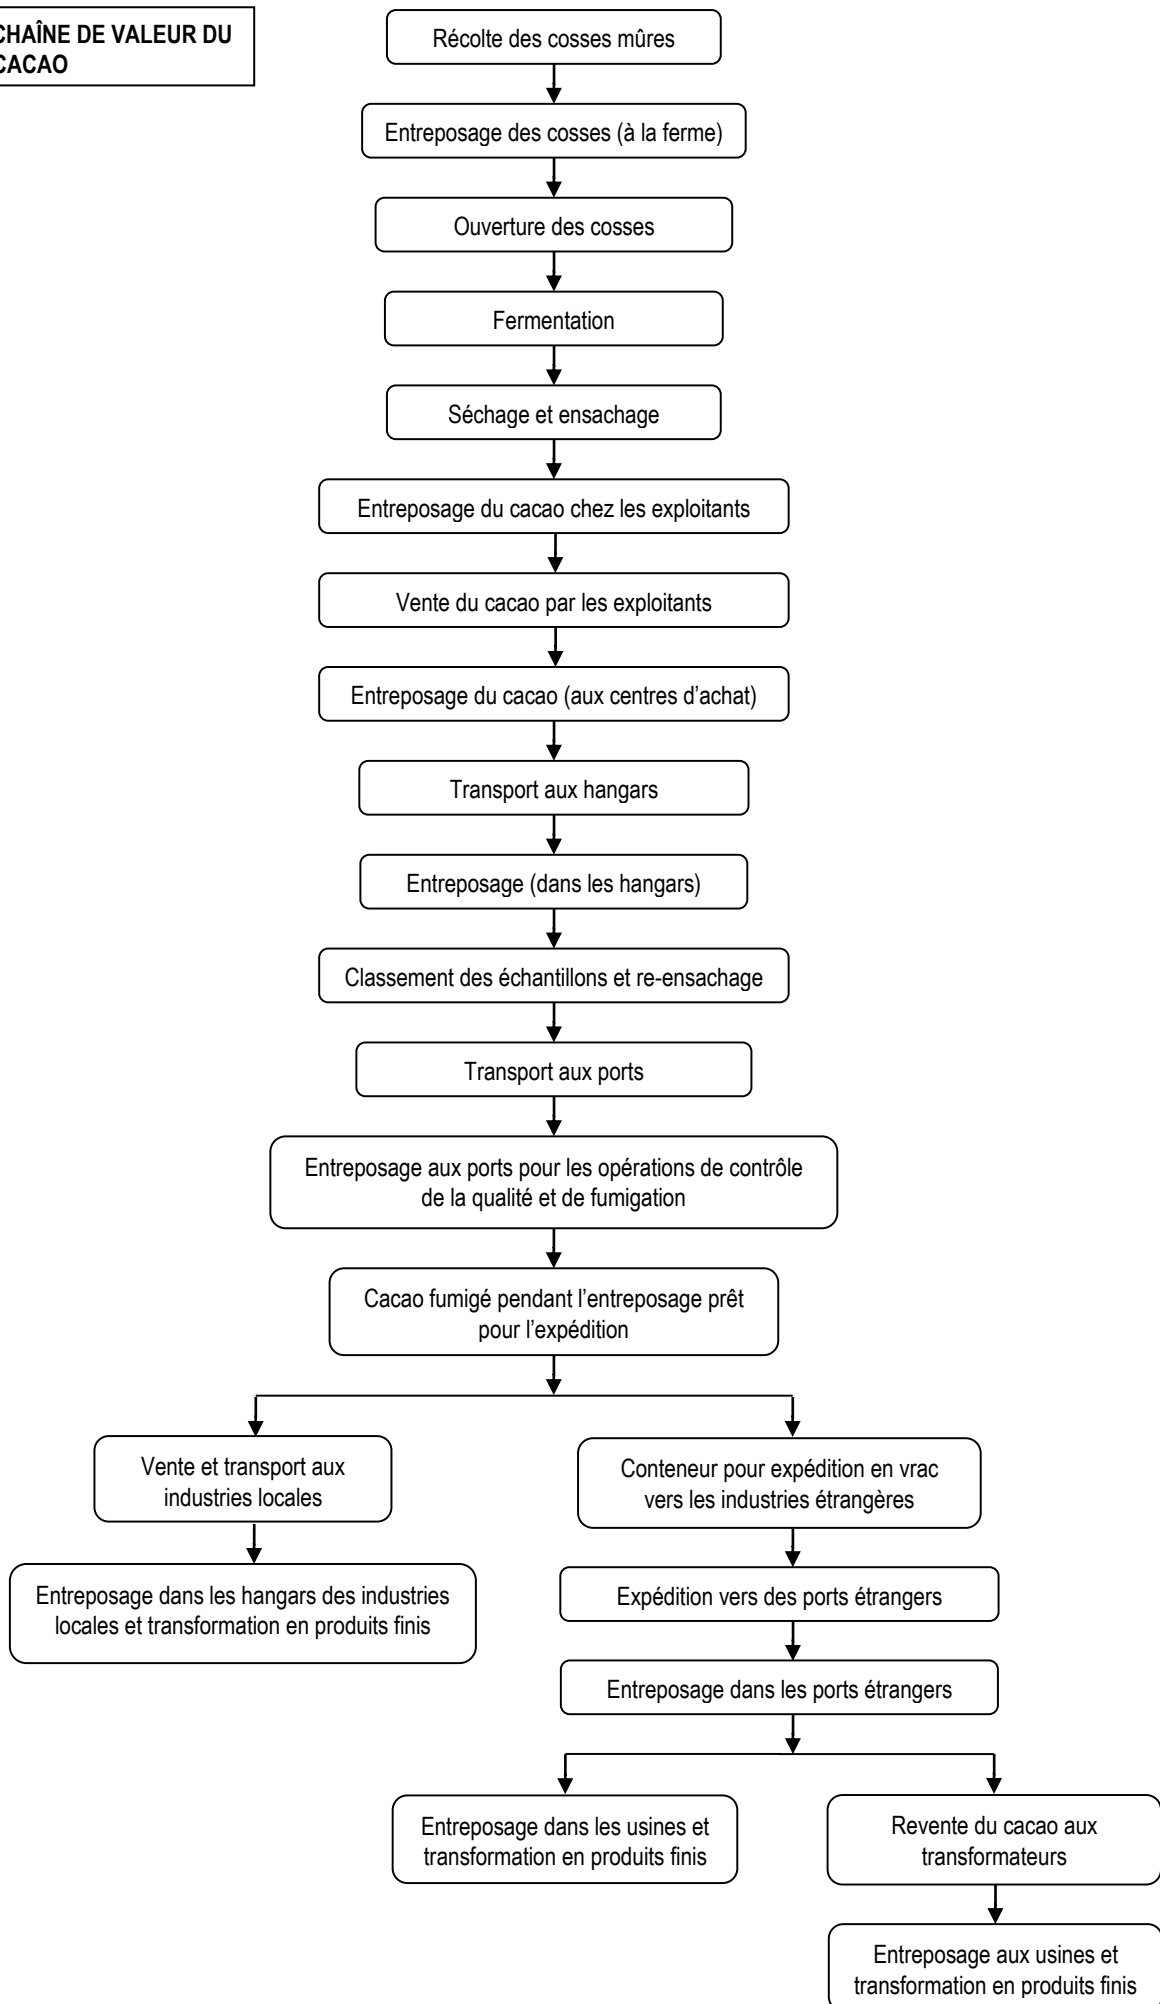 CHAÎNE DE VALEUR DU
CACAO
Récolte des cosses mûres
Entreposage des cosses (à la ferme)
Ouverture des cosses
Fermentation
Séchage et ensachage
Entreposage du cacao chez les exploitants
Vente du cacao par les exploitants
Entreposage du cacao (aux centres d’achat)
Transport aux hangars
Entreposage (dans les hangars)
Classement des échantillons et re-ensachage
Transport aux ports
Entreposage aux ports pour les opérations de contrôle
de la qualité et de fumigation
Cacao fumigé pendant l’entreposage prêt
pour l’expédition
Vente et transport aux
industries locales
Conteneur pour expédition en vrac
vers les industries étrangères
Entreposage dans les hangars des industries
locales et transformation en produits finis
Expédition vers des ports étrangers
Entreposage dans les ports étrangers
Entreposage dans les usines et
transformation en produits finis
Revente du cacao aux
transformateurs
Entreposage aux usines et
transformation en produits finis